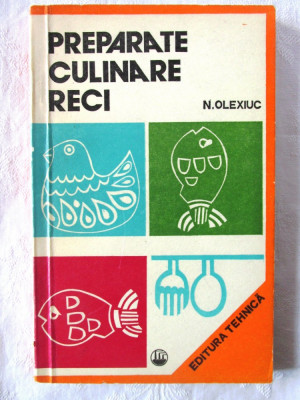 PREPARATE
CULINARE
RECI
N.OLEXIUC
EDITURA TEHNICĂ